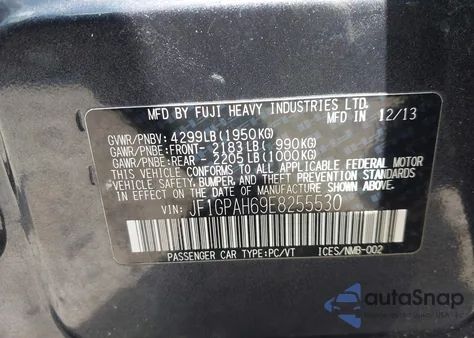 MFD. BY FUJI HEAVY INDUSTRIES LTD.
MFD IN 12/13
GVWR/PNBV: 4299LB(1950KG)
GAWR/PNBE:FRONT- 2183LB( 990KG)
GAWR/PNBE:REAR - 2205LB(1000KG)
THIS VEHICLE CONFORMS TO ALL APPLICABLE FEDERAL MOTOR
VEHICLE SAFETY, BUMPER, AND THEFT PREVENTION STANDARDS
IN EFFECT ON THE DATE OF MANUFACTURE SHOWN ABOVE.
VIN: JF1GPAH69E8255530
PASSENGER CAR TYPE:PC/VT ICES/NMB-002
autoSnap